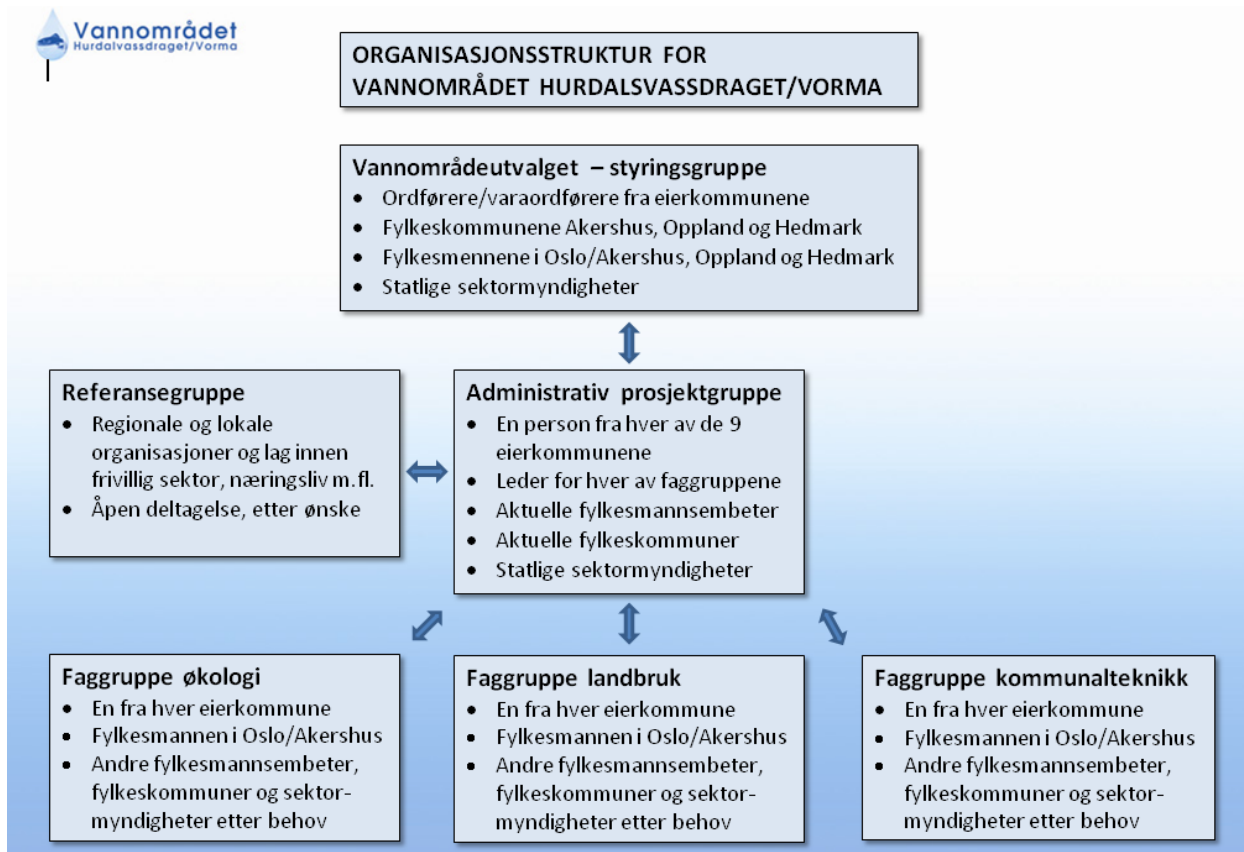 Vannområdet
Hurdalvassdraget/Vorma
ORGANISASJONSSTRUKTUR FOR
VANNOMRÅDET HURDALSVASSDRAGET/VORMA
Vannområdeutvalget – styringsgruppe
• Ordførere/varaordførere fra eierkommunene
• Fylkeskommunene Akershus, Oppland og Hedmark
• Fylkesmennene i Oslo/Akershus, Oppland og Hedmark
• Statlige sektormyndigheter
Referansegruppe
• Regionale og lokale
organisasjoner og lag innen
frivillig sektor, næringsliv m.fl.
• Åpen deltagelse, etter ønske
Administrativ prosjektgruppe
• En person fra hver av de 9
eierkommunene
• Leder for hver av faggruppene
• Aktuelle fylkesmannsembeter
• Aktuelle fylkeskommuner
• Statlige sektormyndigheter
Faggruppe økologi
• En fra hver eierkommune
• Fylkesmannen i Oslo/Akershus
• Andre fylkesmannsembeter,
fylkeskommuner og sektor-
myndigheter etter behov
Faggruppe landbruk
• En fra hver eierkommune
• Fylkesmannen i Oslo/Akershus
• Andre fylkesmannsembeter,
fylkeskommuner og sektor-
myndigheter etter behov
Faggruppe kommunalteknikk
• En fra hver eierkommune
• Fylkesmannen i Oslo/Akershus
• Andre fylkesmannsembeter,
fylkeskommuner og sektor-
myndigheter etter behov